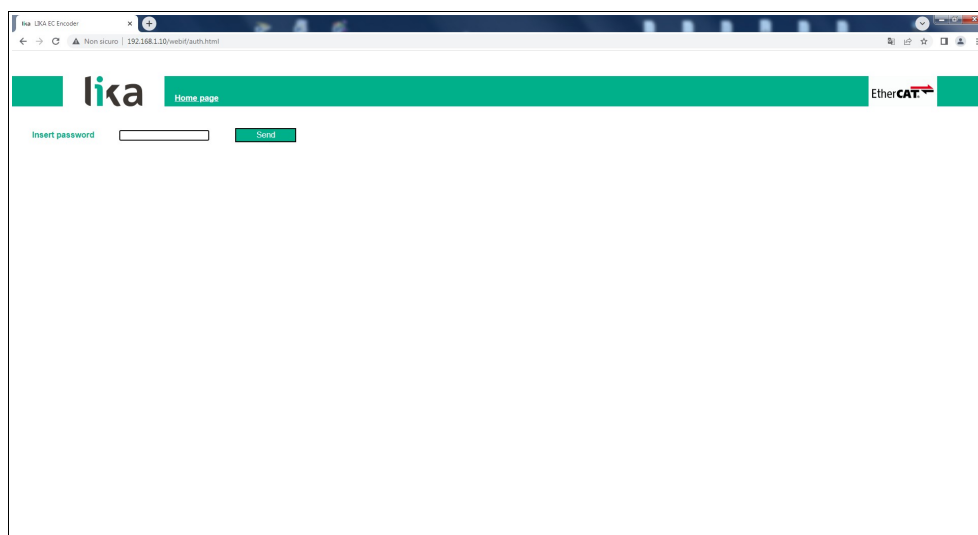 lika LIKA EC Encoder
Non sicuro | 192.168.1.10/webif/auth.html
lika
Home page
EtherCAT.
Insert password
Send